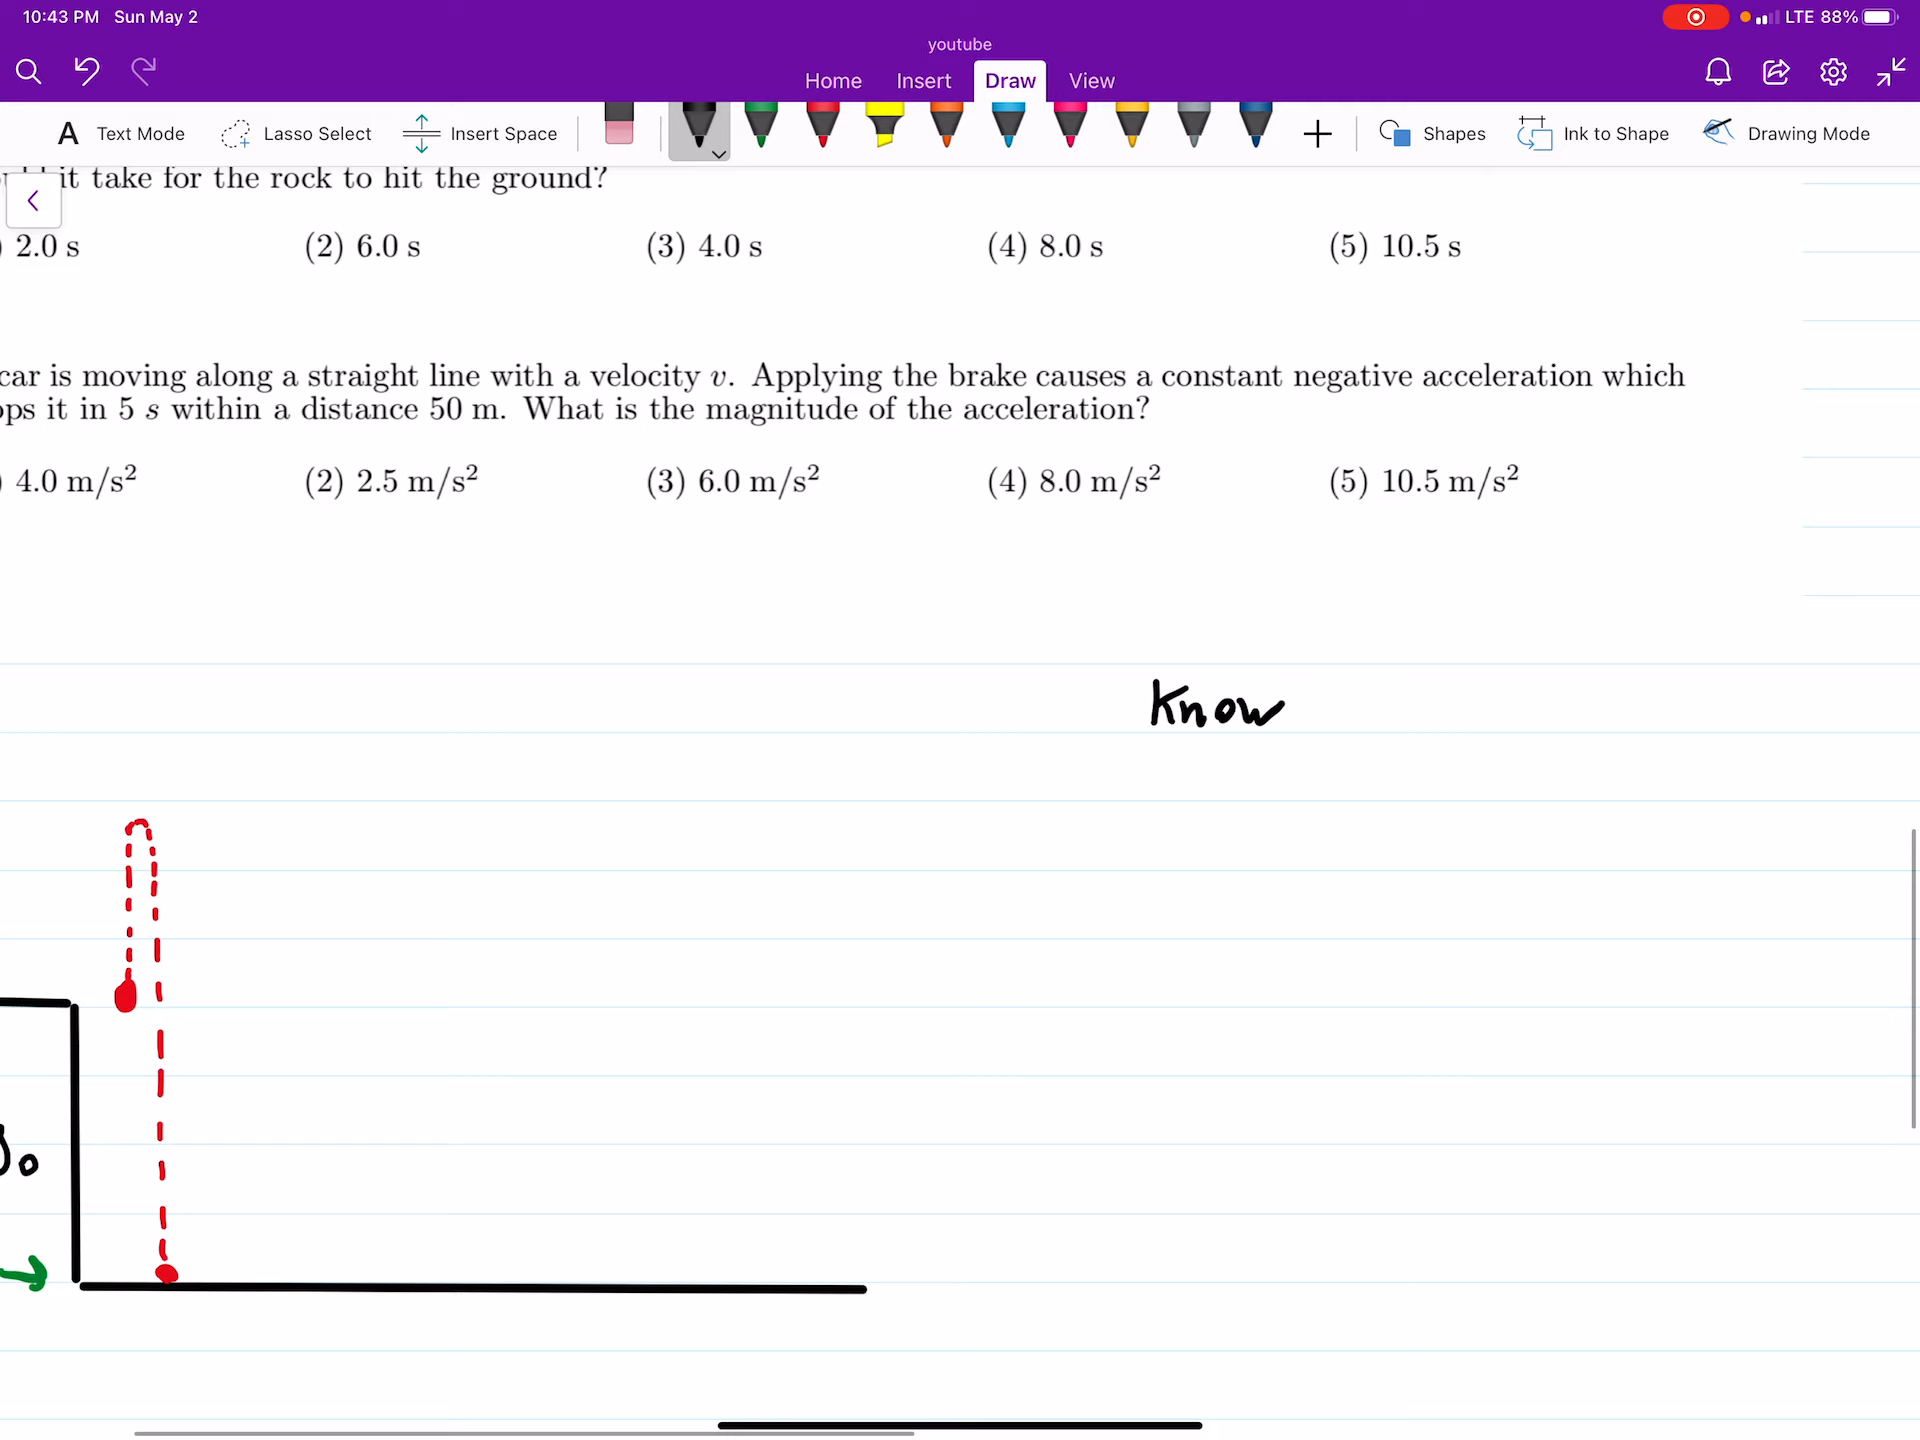 10:43 PM Sun May 2
LTE 88%
youtube
Home Insert Draw View
A Text Mode Lasso Select Insert Space Shapes Ink to Shape Drawing Mode
it take for the rock to hit the ground?
2.0 s (2) 6.0 s (3) 4.0 s (4) 8.0 s (5) 10.5 s
car is moving along a straight line with a velocity v. Applying the brake causes a constant negative acceleration which
ops it in 5 s within a distance 50 m. What is the magnitude of the acceleration?
) 4.0 m/s² (2) 2.5 m/s² (3) 6.0 m/s² (4) 8.0 m/s² (5) 10.5 m/s²
Know